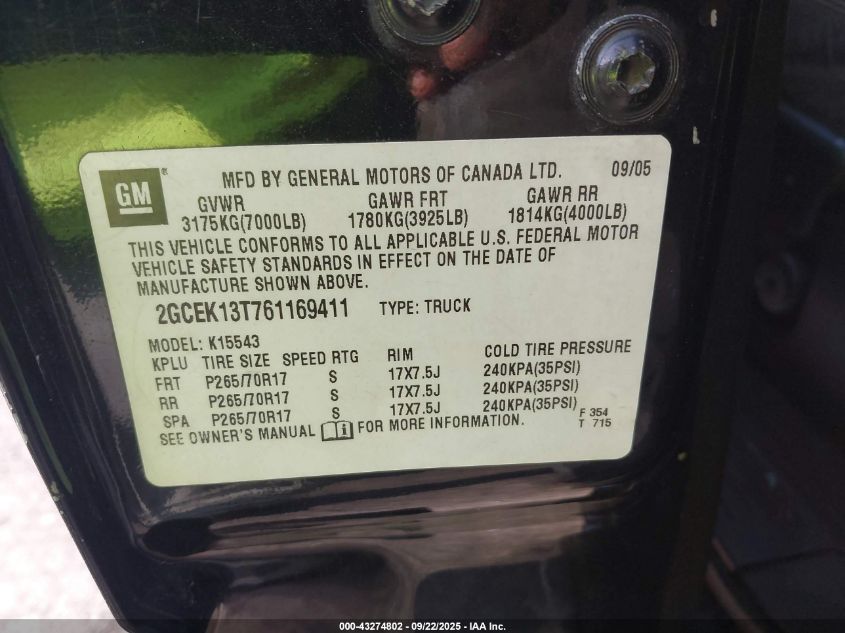 GM ®
MFD BY GENERAL MOTORS OF CANADA LTD. 09/05
GVWR GAWR FRT GAWR RR
3175KG(7000LB) 1780KG(3925LB) 1814KG(4000LB)
THIS VEHICLE CONFORMS TO ALL APPLICABLE U.S. FEDERAL MOTOR
VEHICLE SAFETY STANDARDS IN EFFECT ON THE DATE OF
MANUFACTURE SHOWN ABOVE.
2GCEK13T761169411 TYPE: TRUCK
MODEL: K15543
KPLU TIRE SIZE SPEED RTG RIM COLD TIRE PRESSURE
FRT P265/70R17 S 17X7.5J 240KPA(35PSI)
RR P265/70R17 S 17X7.5J 240KPA(35PSI)
SPA P265/70R17 S 17X7.5J 240KPA(35PSI)
SEE OWNER'S MANUAL FOR MORE INFORMATION.
F 354
T 715
000-43274802 - 09/22/2025 - IAA Inc.